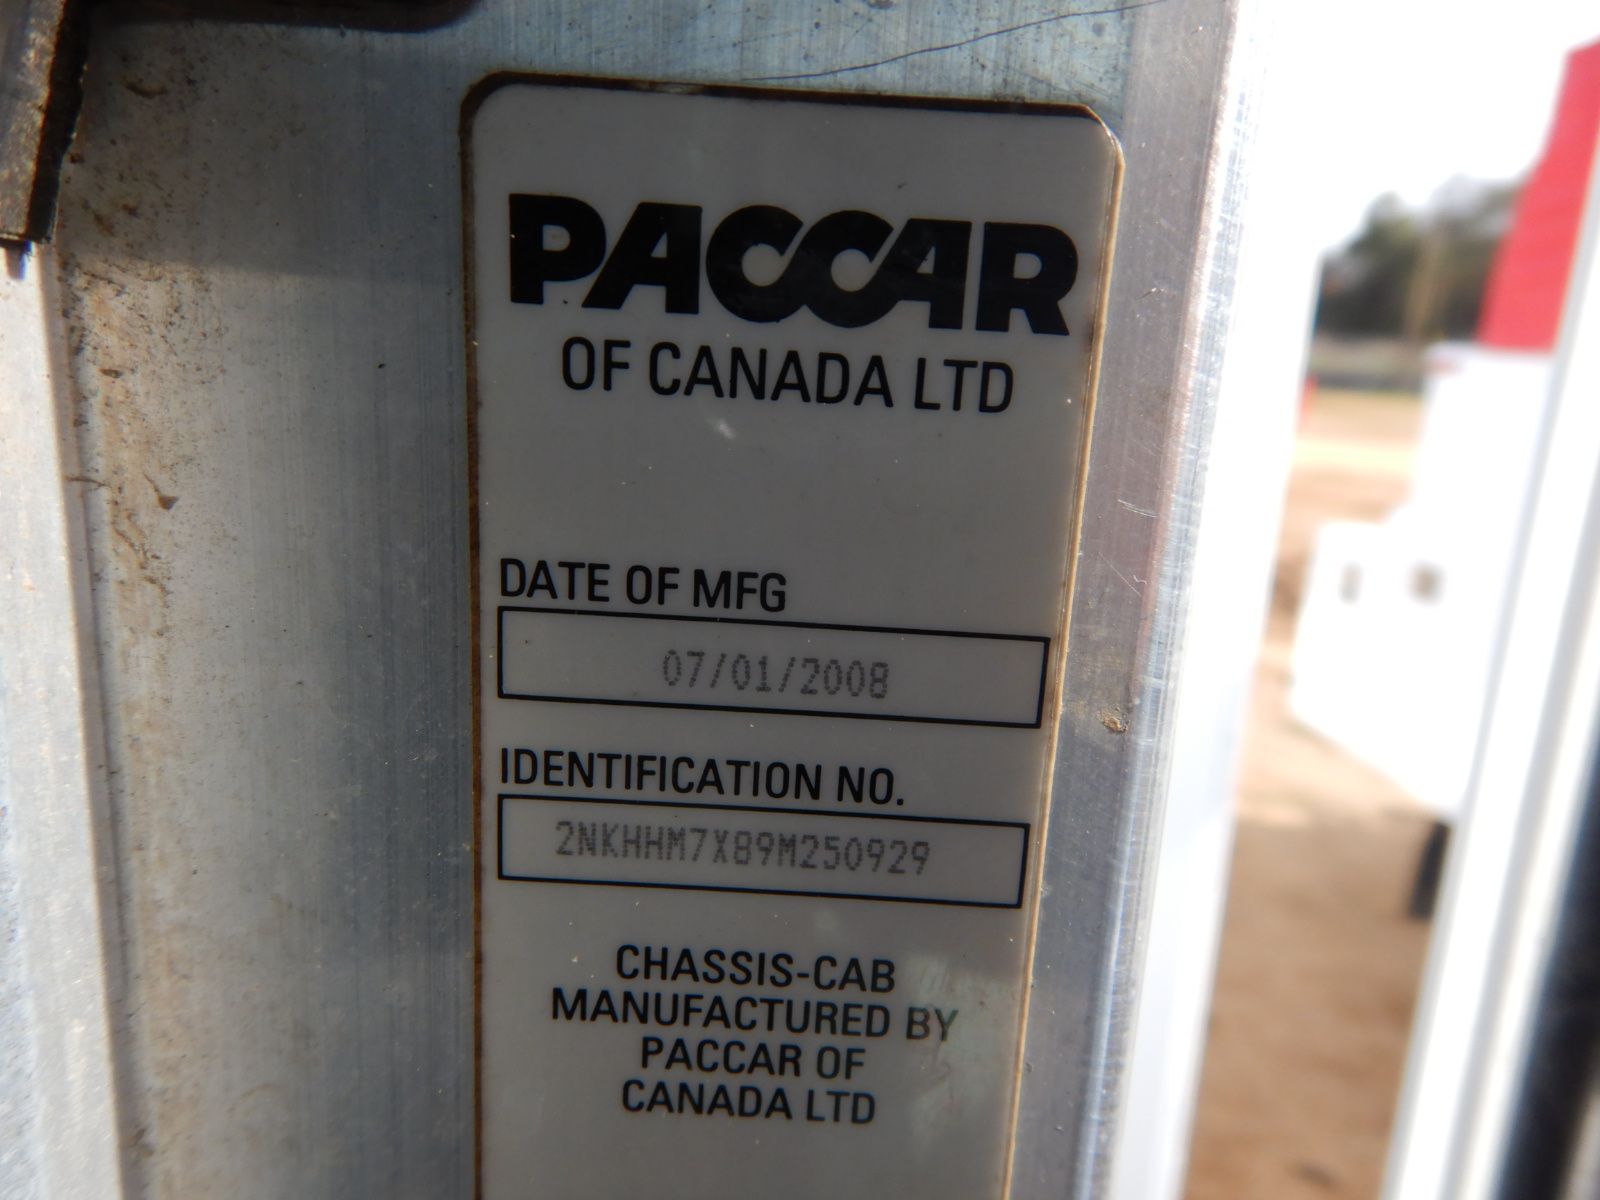 PACCAR
OF CANADA LTD
DATE OF MFG
07/01/2008
IDENTIFICATION NO.
2NKHHM7X89M250929
CHASSIS-CAB
MANUFACTURED BY
PACCAR OF
CANADA LTD